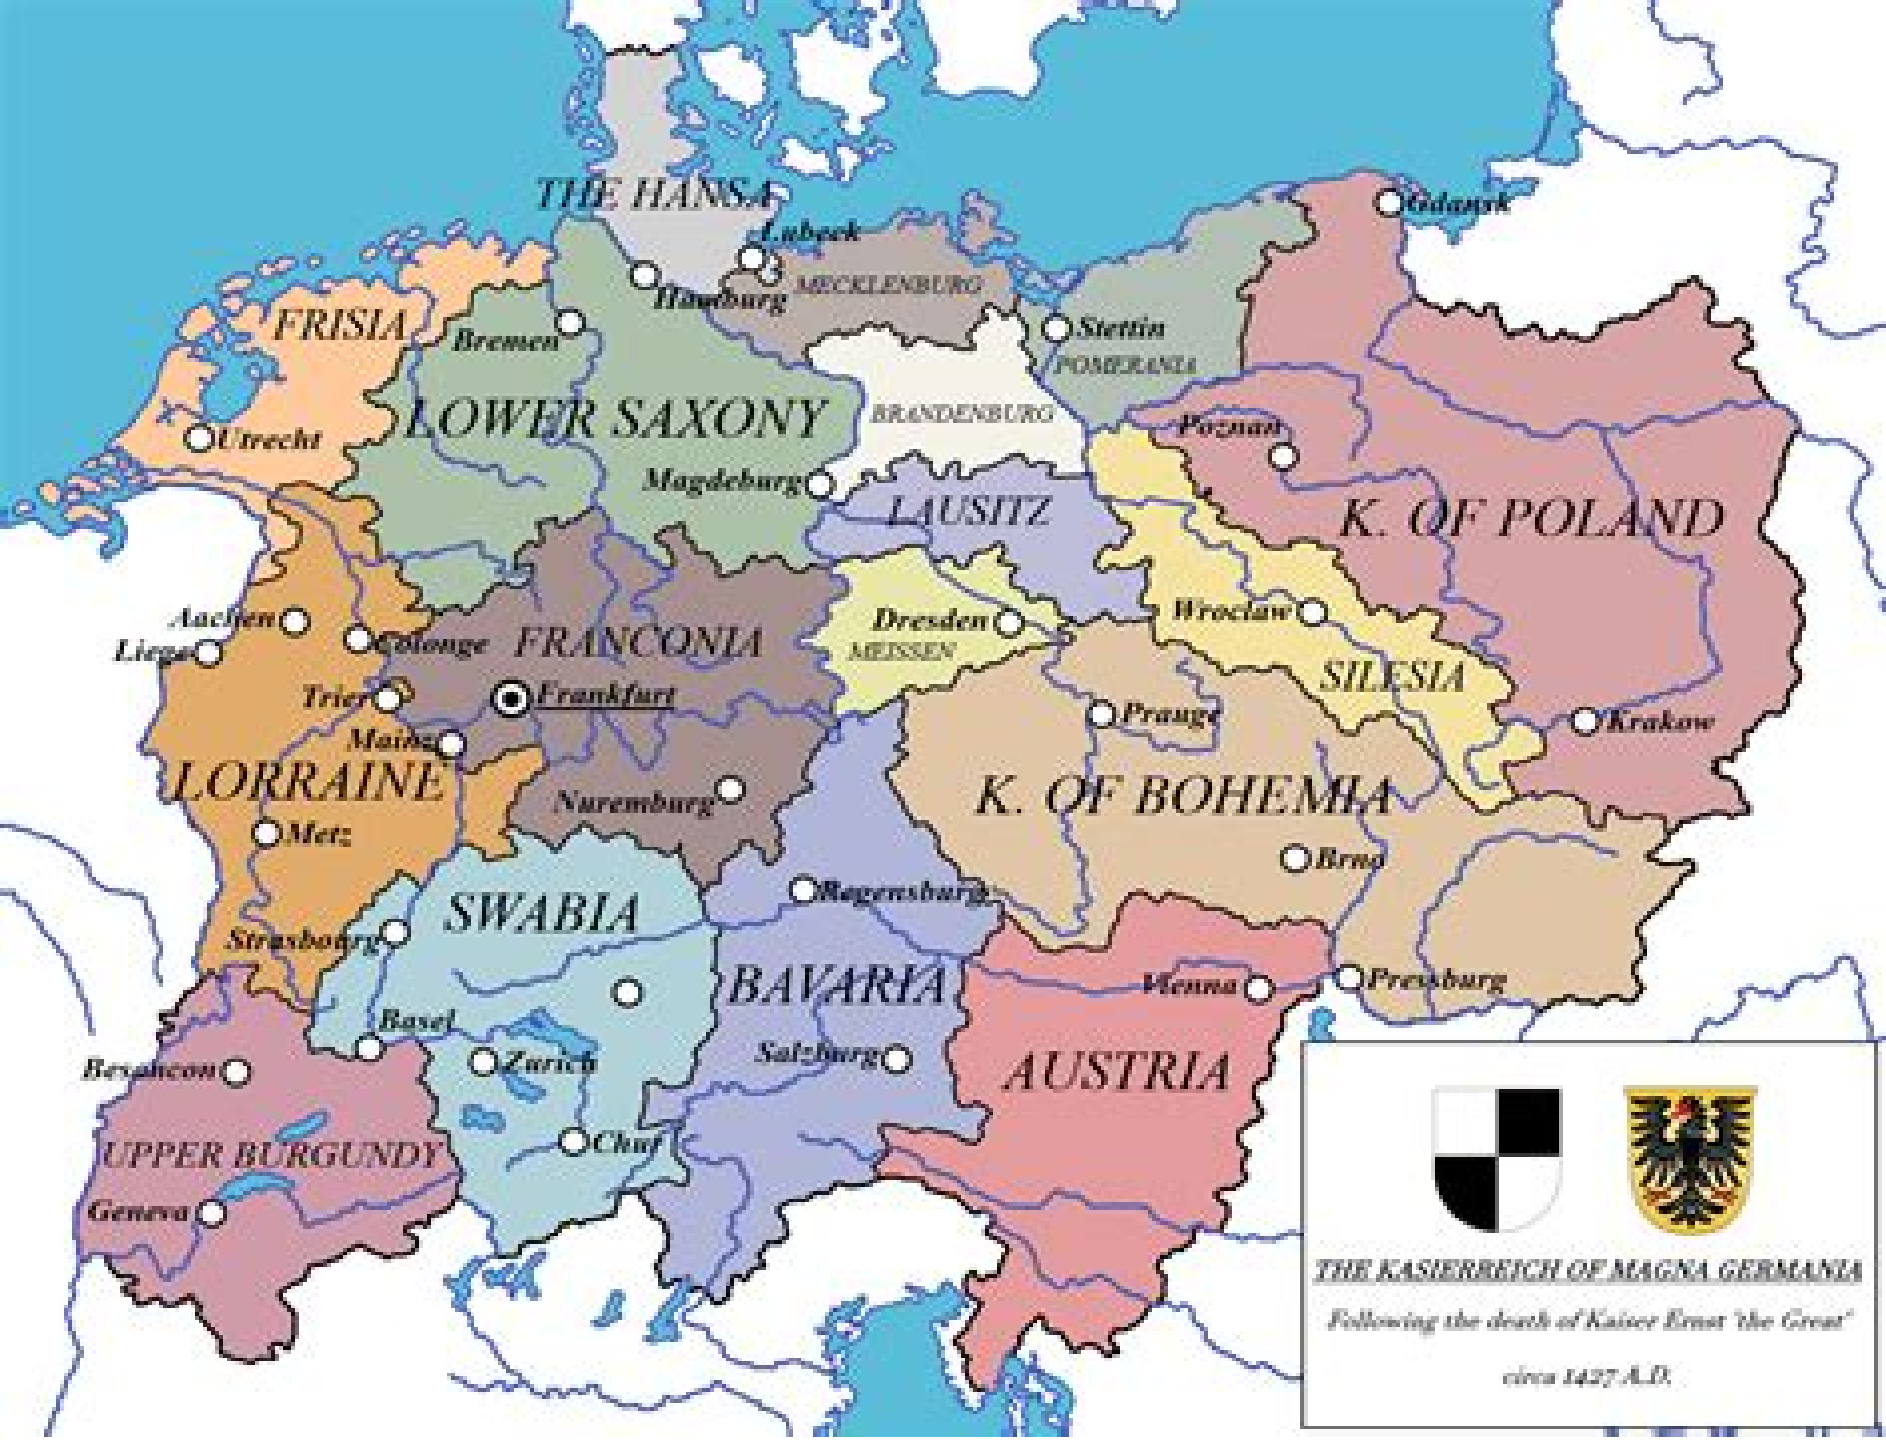 THE HANSA
Gdansk
Lubeck
Hamburg
MECKLENBURG
FRISIA
Bremen
Stettin
POMERANIA
LOWER SAXONY
BRANDENBURG
Utrecht
Poznan
Magdeburg
LAUSITZ
K. OF POLAND
Aachen
Liege
Colonge
FRANCONIA
Dresden
MEISSEN
Wroclaw
SILESIA
Trier
Frankfurt
Prauge
Krakow
Mainz
LORRAINE
Nuremburg
K. OF BOHEMIA
Metz
Brno
SWABIA
Regensburg
Strasbourg
BAVARIA
Vienna
Pressburg
Basel
Besancon
Zurich
Salzburg
AUSTRIA
UPPER BURGUNDY
Chur
Geneva
THE KASIERREICH OF MAGNA GERMANIA
Following the death of Kaiser Ernst 'the Great'
circa 1427 A.D.